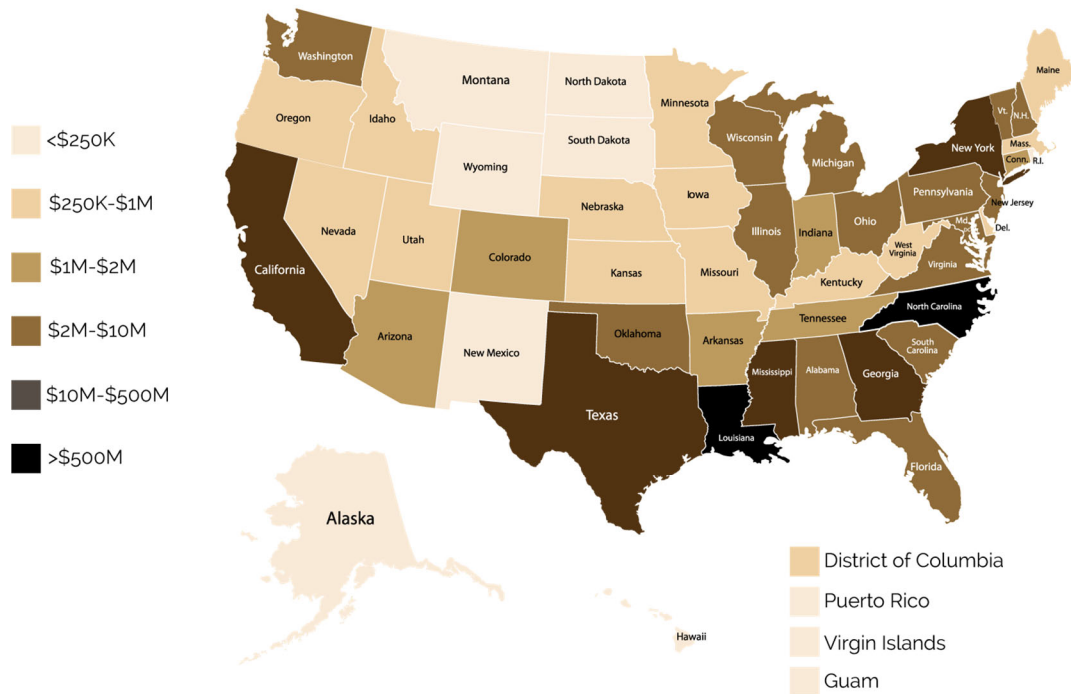 Washington
Montana
North Dakota
Minnesota
Maine
Oregon
Idaho
South Dakota
Wisconsin
Michigan
Vt.
N.H.
New York
Mass.
Conn.
R.I.
Wyoming
Iowa
Nebraska
Pennsylvania
New Jersey
Nevada
Utah
Colorado
Illinois
Indiana
Ohio
Md.
Del.
West
Virginia
Virginia
California
Kansas
Missouri
Kentucky
North Carolina
Tennessee
Arizona
New Mexico
Oklahoma
Arkansas
South
Carolina
Mississippi
Alabama
Georgia
Texas
Louisiana
Florida
Alaska
Hawaii
<$250K
$250K-$1M
$1M-$2M
$2M-$10M
$10M-$500M
>$500M
District of Columbia
Puerto Rico
Virgin Islands
Guam